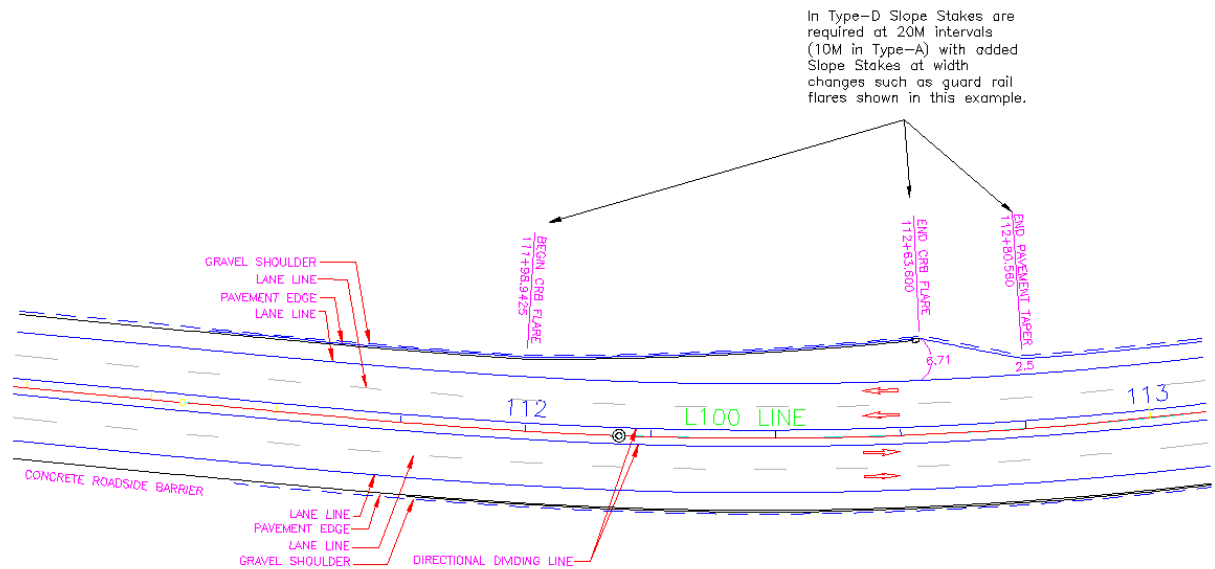 In Type-D Slope Stakes are
required at 20M intervals
(10M in Type-A) with added
Slope Stakes at width
changes such as guard rail
flares shown in this example.
BEGIN CRB FLARE
111+98.9425
END CRB FLARE
112+63.600
END PAVEMENT TAPER
112+80.560
GRAVEL SHOULDER
LANE LINE
PAVEMENT EDGE
LANE LINE
6.71
2.5
112
L100 LINE
113
CONCRETE ROADSIDE BARRIER
LANE LINE
PAVEMENT EDGE
LANE LINE
GRAVEL SHOULDER
DIRECTIONAL DIVIDING LINE